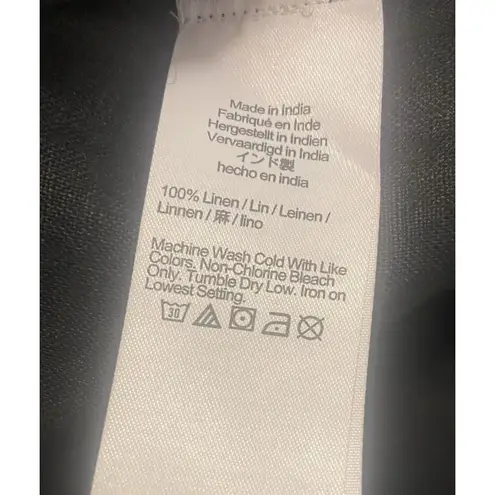 Made in India
Fabriqué en Inde
Hergestellt in Indien
Vervaardigd in India
インド製
hecho en india
100% Linen / Lin / Leinen /
Linnen / 麻 / lino
Machine Wash Cold With Like
Colors. Non-Chlorine Bleach
Only. Tumble Dry Low. Iron on
Lowest Setting.
30